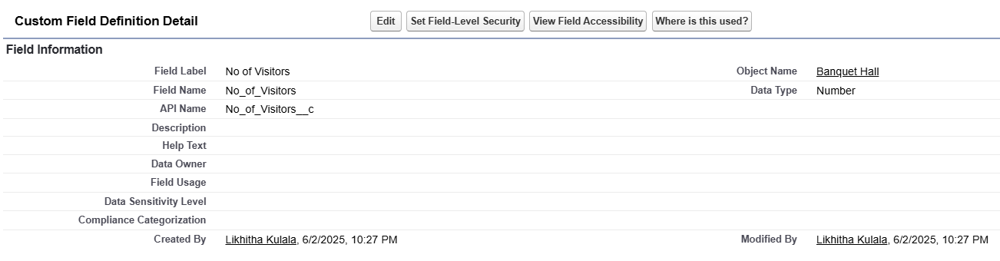 Custom Field Definition Detail Edit Set Field-Level Security View Field Accessibility Where is this used?
Field Information
Field Label No of Visitors Object Name Banquet Hall
Field Name No_of_Visitors Data Type Number
API Name No_of_Visitors__c
Description
Help Text
Data Owner
Field Usage
Data Sensitivity Level
Compliance Categorization
Created By Likhitha Kulala, 6/2/2025, 10:27 PM Modified By Likhitha Kulala, 6/2/2025, 10:27 PM